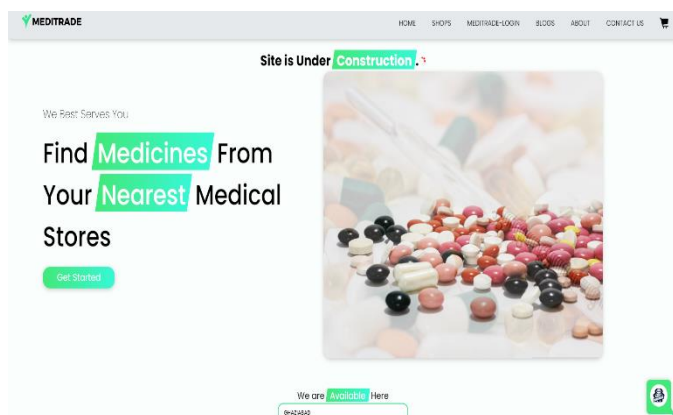 MEDITRADE
HOME SHOPS MEDITRADE-LOGIN BLOGS ABOUT CONTACT US
Site is Under Construction .
We Best Serves You
Find Medicines From
Your Nearest Medical
Stores
Get Started
We are Available Here
GHAZIABAD